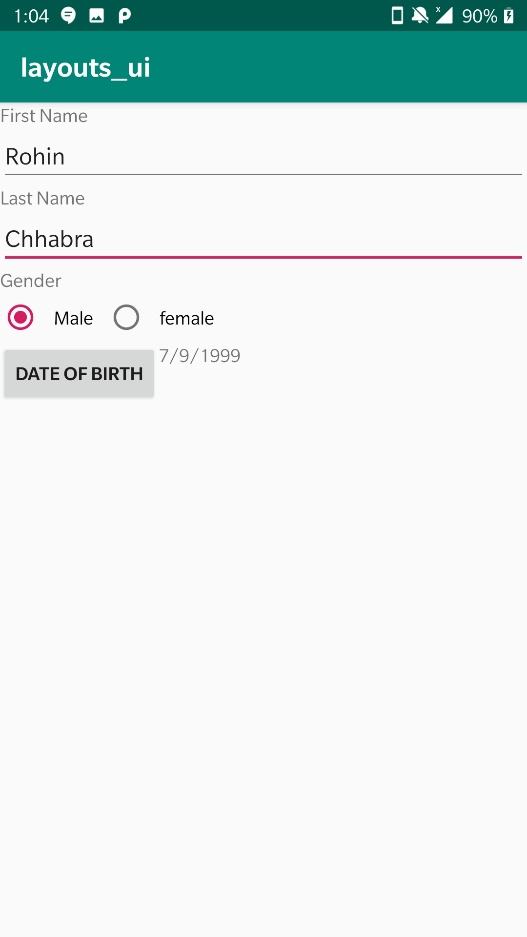 1:04 90%
layouts_ui
First Name
Rohin
Last Name
Chhabra
Gender
Male female
DATE OF BIRTH 7/9/1999